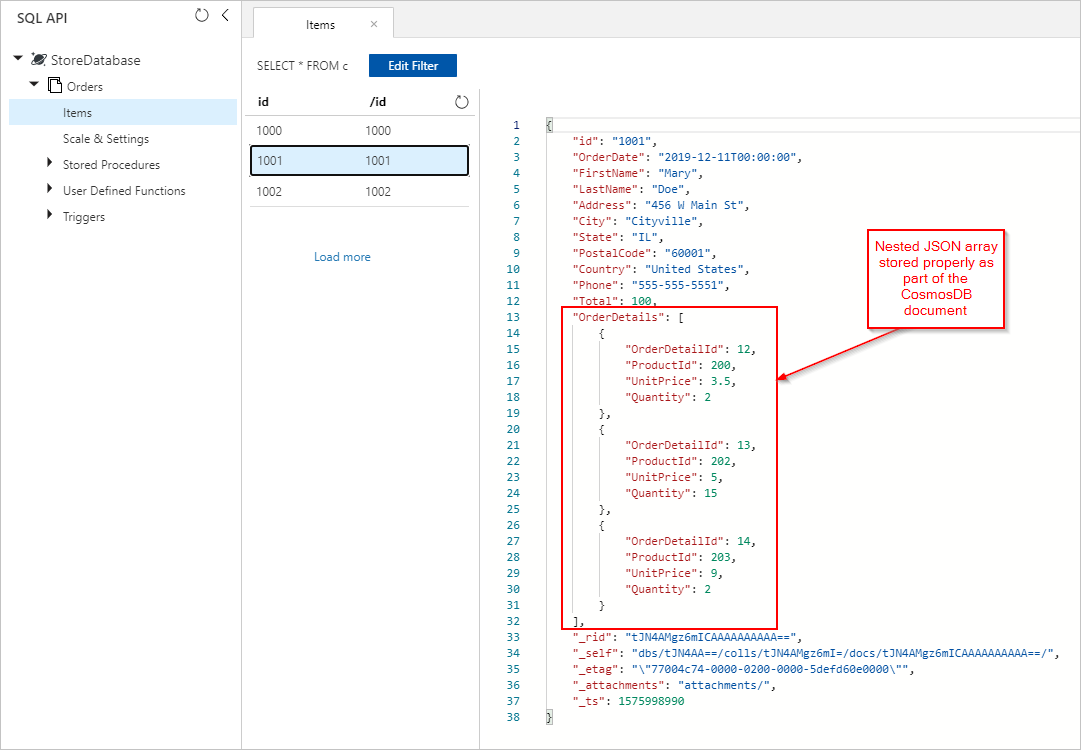 SQL API
StoreDatabase
Orders
Items
Scale & Settings
Stored Procedures
User Defined Functions
Triggers
Items ×
SELECT * FROM c Edit Filter
id /id
1000 1000
1001 1001
1002 1002
Load more
1 {
2 "id": "1001",
3 "OrderDate": "2019-12-11T00:00:00",
4 "FirstName": "Mary",
5 "LastName": "Doe",
6 "Address": "456 W Main St",
7 "City": "Cityville",
8 "State": "IL",
9 "PostalCode": "60001",
10 "Country": "United States",
11 "Phone": "555-555-5551",
12 "Total": 100,
13 "OrderDetails": [
14 {
15 "OrderDetailId": 12,
16 "ProductId": 200,
17 "UnitPrice": 3.5,
18 "Quantity": 2
19 },
20 {
21 "OrderDetailId": 13,
22 "ProductId": 202,
23 "UnitPrice": 5,
24 "Quantity": 15
25 },
26 {
27 "OrderDetailId": 14,
28 "ProductId": 203,
29 "UnitPrice": 9,
30 "Quantity": 2
31 }
32 ],
33 "_rid": "tJN4AMgz6mICAAAAAAAAAA==",
34 "_self": "dbs/tJN4AA==/colls/tJN4AMgz6mI=/docs/tJN4AMgz6mICAAAAAAAAAA==/",
35 "_etag": "\"77004c74-0000-0200-0000-5defd60e0000\"",
36 "_attachments": "attachments/",
37 "_ts": 1575998990
38 }
Nested JSON array
stored properly as
part of the
CosmosDB
document